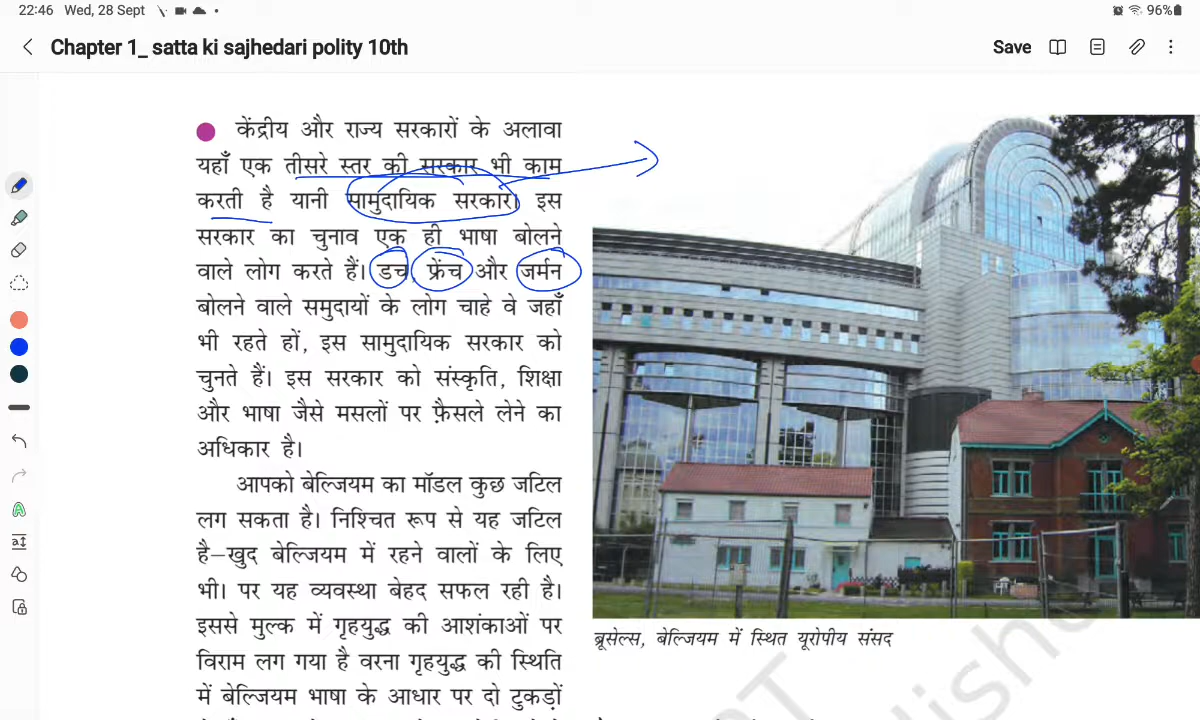 22:46 Wed, 28 Sept
96%
Chapter 1_ satta ki sajhedari polity 10th
Save
केंद्रीय और राज्य सरकारों के अलावा
यहाँ एक तीसरे स्तर की सरकार भी काम
करती है यानी सामुदायिक सरकार। इस
सरकार का चुनाव एक ही भाषा बोलने
वाले लोग करते हैं। डच, फ्रेंच और जर्मन
बोलने वाले समुदायों के लोग चाहे वे जहाँ
भी रहते हों, इस सामुदायिक सरकार को
चुनते हैं। इस सरकार को संस्कृति, शिक्षा
और भाषा जैसे मसलों पर फ़ैसले लेने का
अधिकार है।
आपको बेल्जियम का मॉडल कुछ जटिल
लग सकता है। निश्चित रूप से यह जटिल
है–खुद बेल्जियम में रहने वालों के लिए
भी। पर यह व्यवस्था बेहद सफल रही है।
इससे मुल्क में गृहयुद्ध की आशंकाओं पर
विराम लग गया है वरना गृहयुद्ध की स्थिति
में बेल्जियम भाषा के आधार पर दो टुकड़ों
ब्रूसेल्स, बेल्जियम में स्थित यूरोपीय संसद